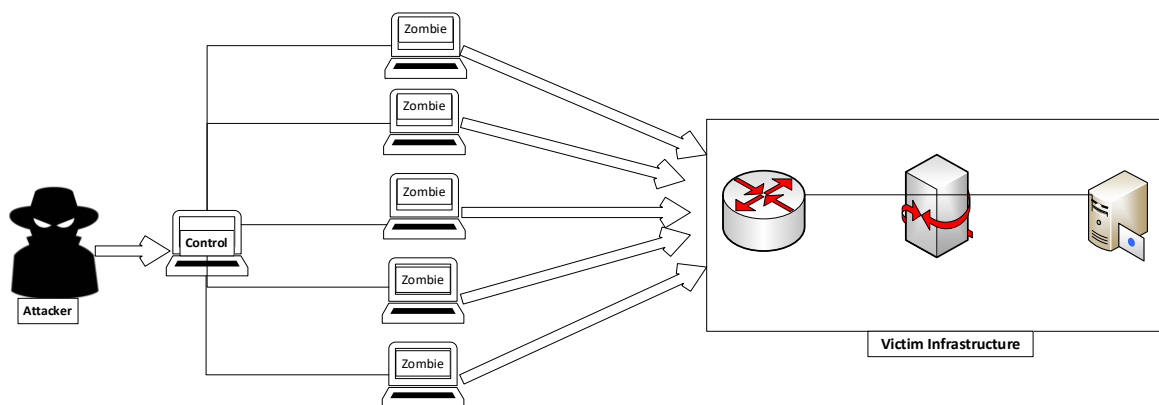 Zombie
Zombie
Zombie
Control
Zombie
Attacker
Victim Infrastructure
Zombie